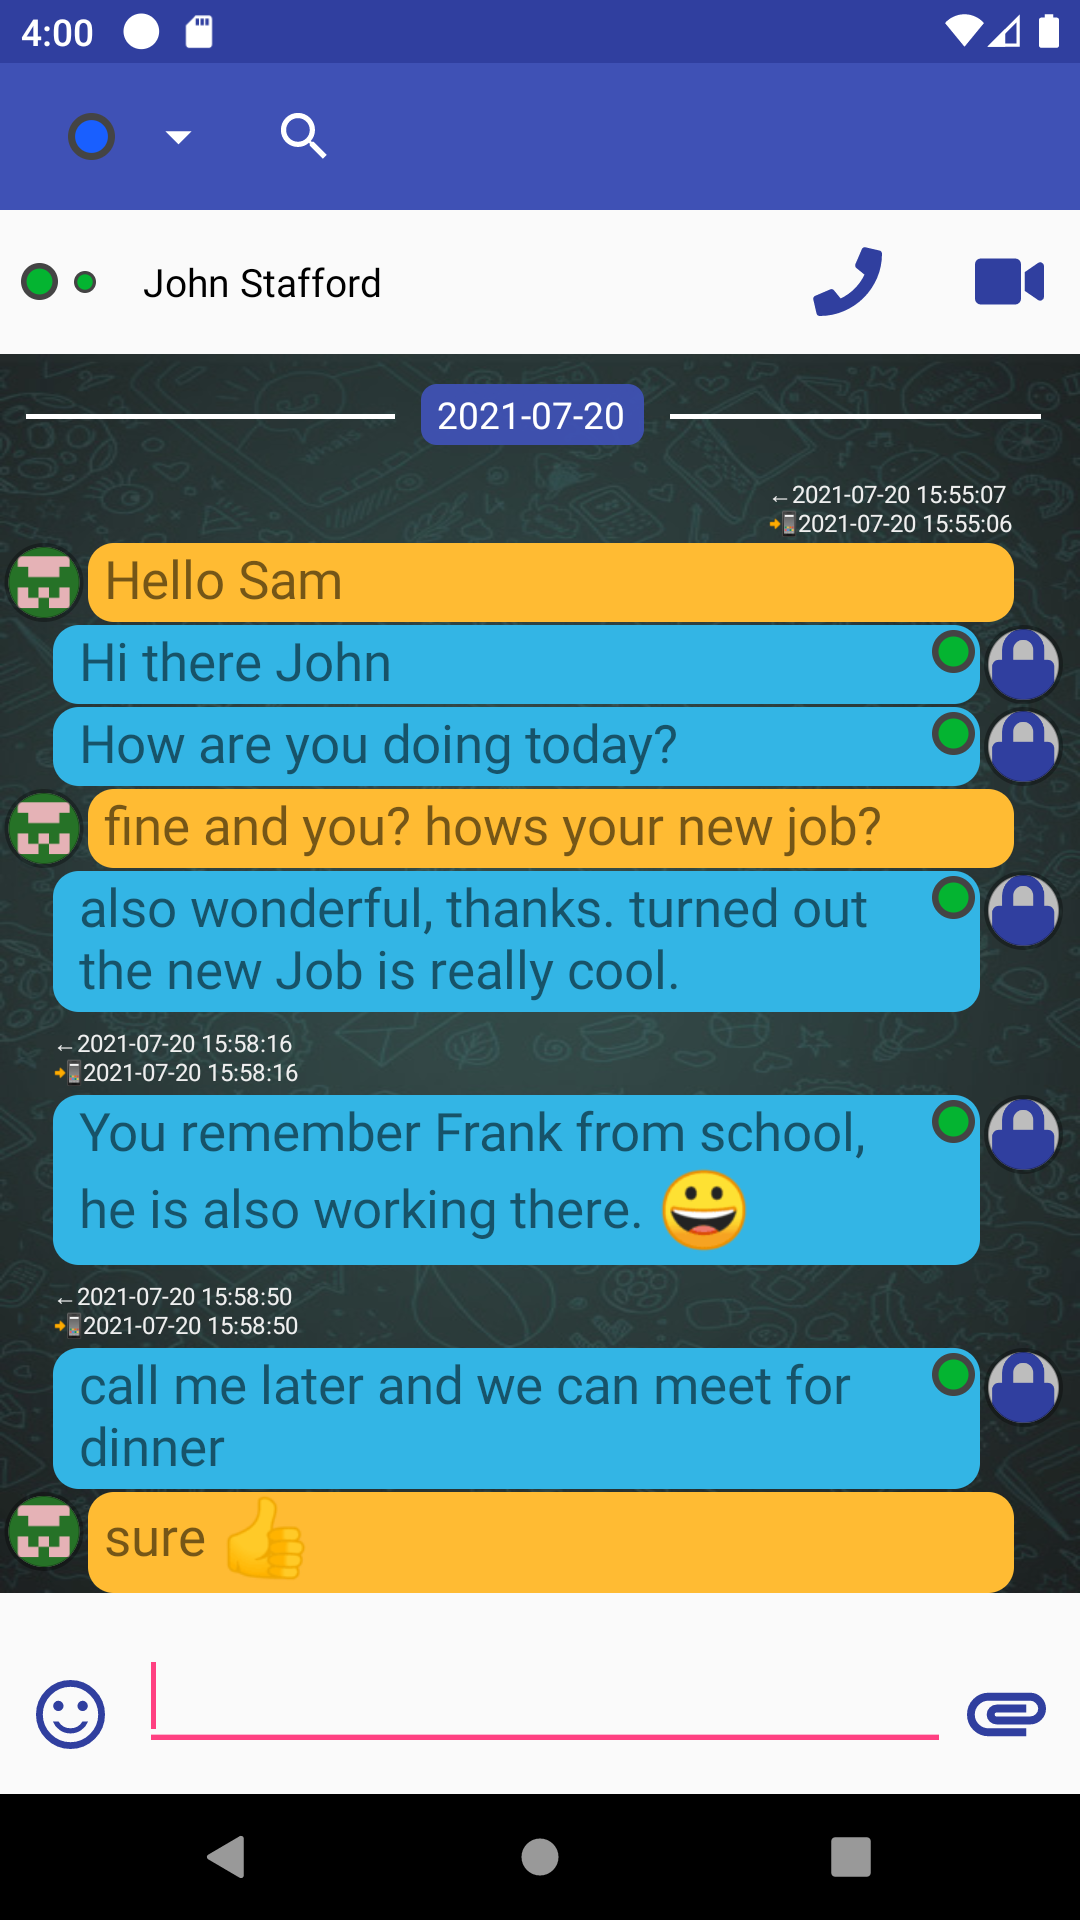 4:00
John Stafford
2021-07-20
←2021-07-20 15:55:07
📲2021-07-20 15:55:06
Hello Sam
Hi there John
How are you doing today?
fine and you? hows your new job?
also wonderful, thanks. turned out
the new Job is really cool.
←2021-07-20 15:58:16
📲2021-07-20 15:58:16
You remember Frank from school,
he is also working there. 😀
←2021-07-20 15:58:50
📲2021-07-20 15:58:50
call me later and we can meet for
dinner
sure 👍